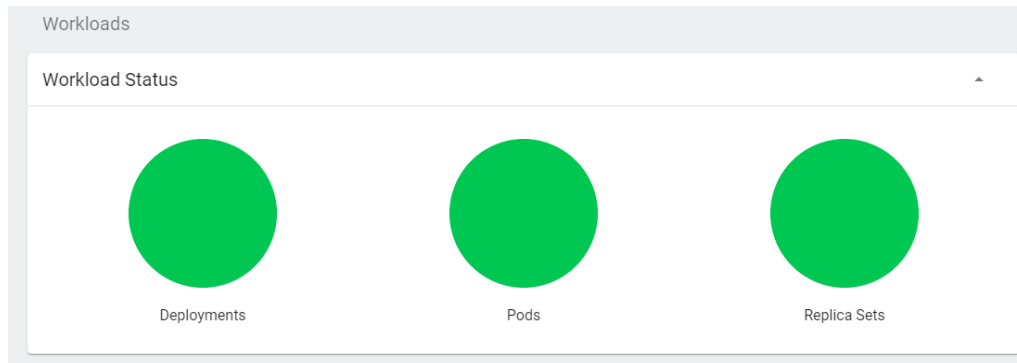 Workloads
Workload Status
Deployments
Pods
Replica Sets